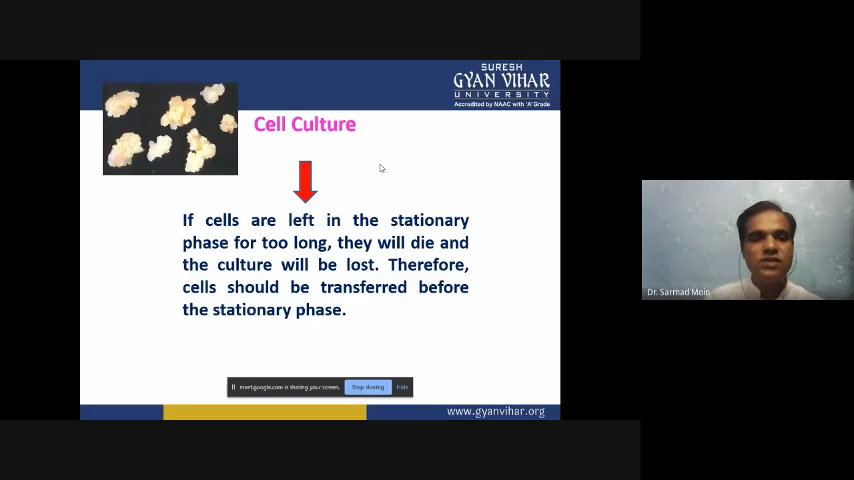 SURESH
GYAN VIHAR
UNIVERSITY
Accredited by NAAC with 'A' Grade
Cell Culture
If cells are left in the stationary
phase for too long, they will die and
the culture will be lost. Therefore,
cells should be transferred before
the stationary phase.
meet.google.com is sharing your screen.
Stop sharing
Hide
www.gyanvihar.org
Dr. Sarmad Moin